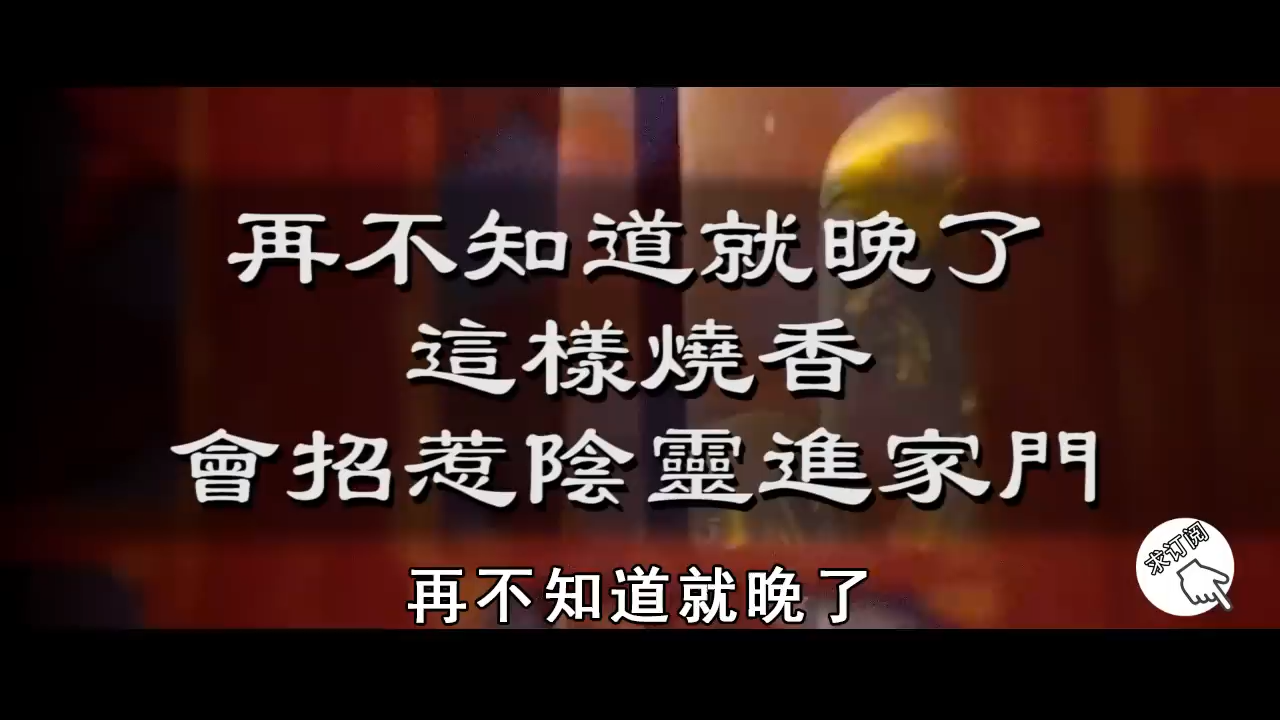 再不知道就晚了
這樣燒香
會招惹陰靈進家門
求订阅
再不知道就晚了